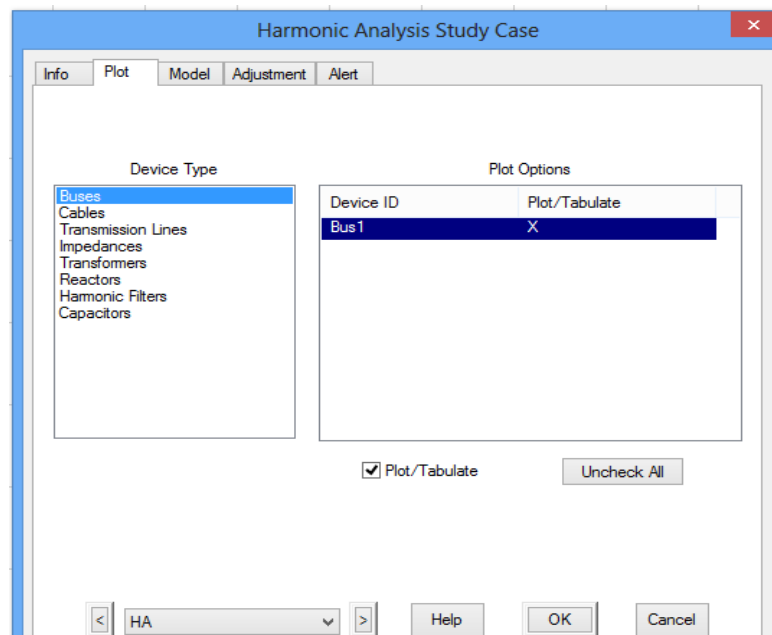 Harmonic Analysis Study Case
Info Plot Model Adjustment Alert
Device Type Plot Options
Buses
Cables
Transmission Lines
Impedances
Transformers
Reactors
Harmonic Filters
Capacitors
Device ID Plot/Tabulate
Bus1 X
Plot/Tabulate Uncheck All
< HA > Help OK Cancel